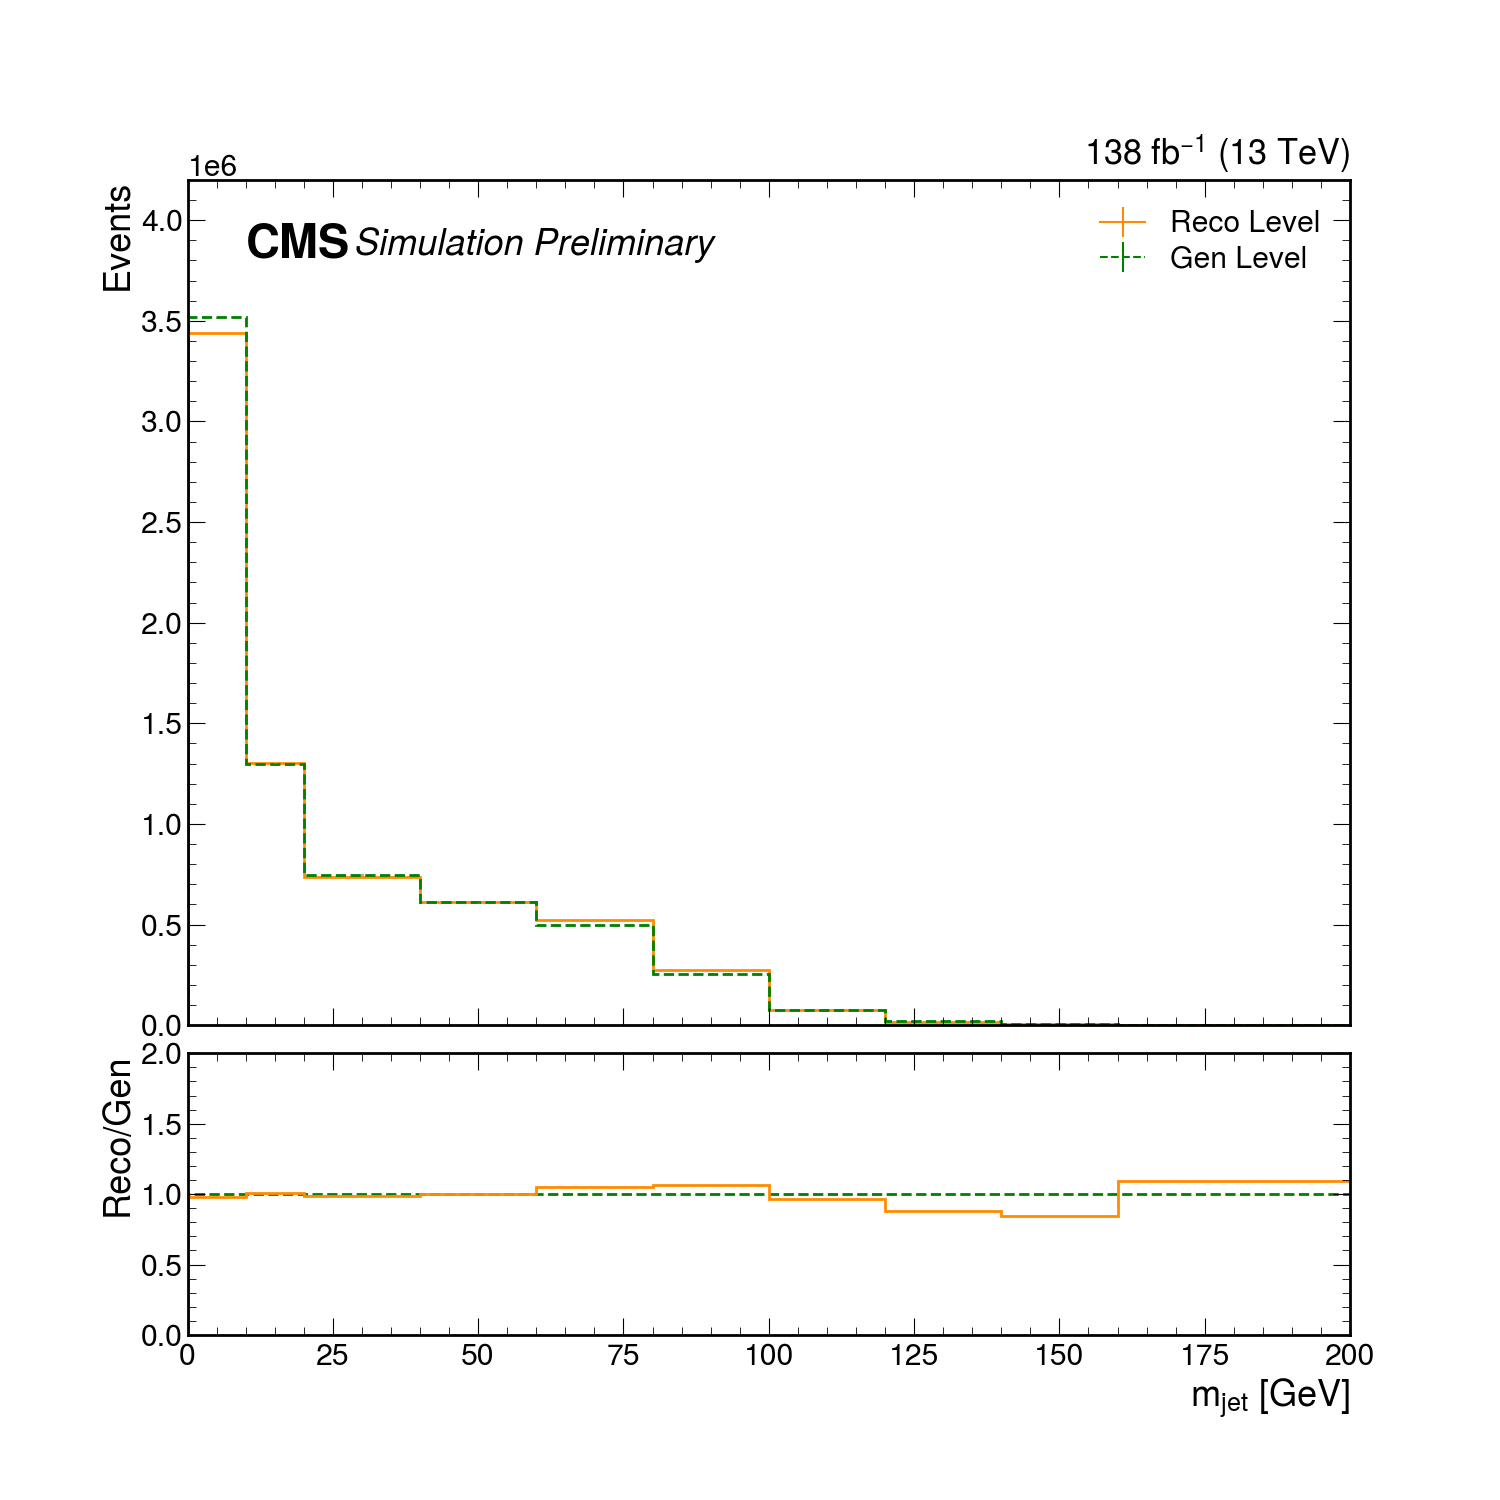 138 fb⁻¹ (13 TeV)
1e6
Events
CMS Simulation Preliminary
Reco Level
Gen Level
4.0
3.5
3.0
2.5
2.0
1.5
1.0
0.5
0.0
Reco/Gen
2.0
1.5
1.0
0.5
0.0
0 25 50 75 100 125 150 175 200
m_jet [GeV]